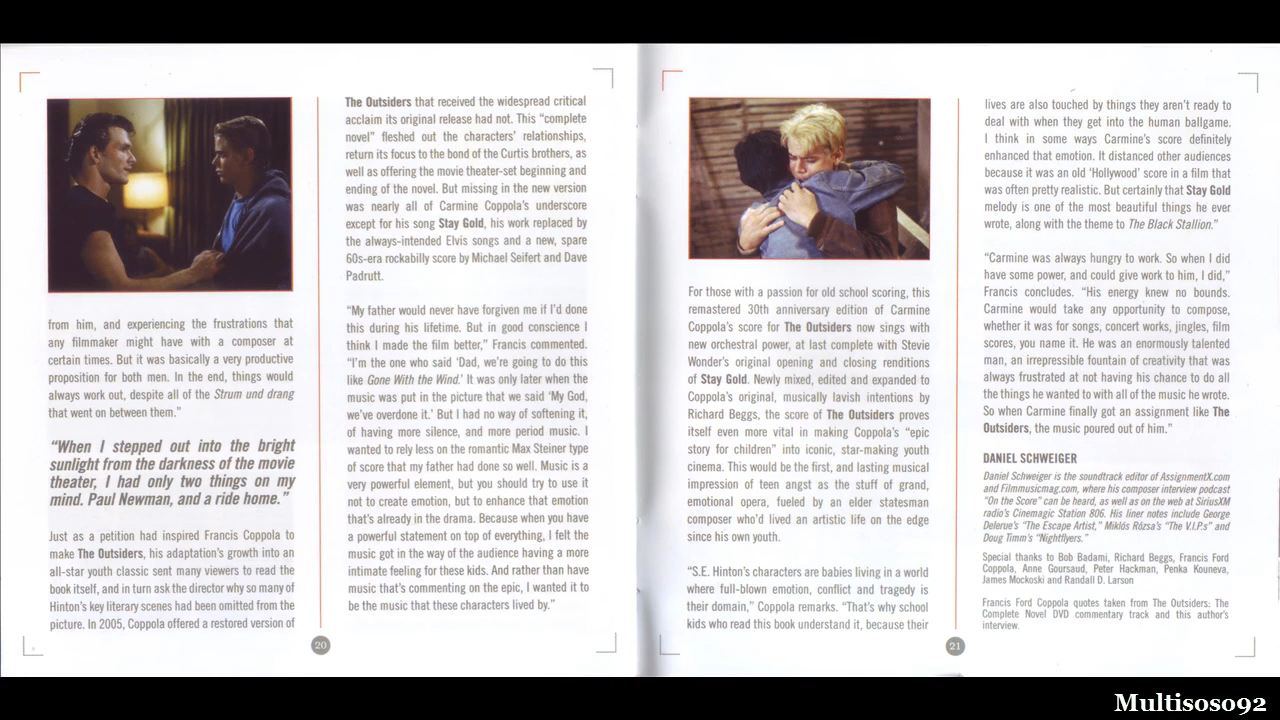 from him, and experiencing the frustrations that
any filmmaker might have with a composer at
certain times. But it was basically a very productive
proposition for both men. In the end, things would
always work out, despite all of the Strum und drang
that went on between them.”
“When I stepped out into the bright
sunlight from the darkness of the movie
theater, I had only two things on my
mind. Paul Newman, and a ride home.”
Just as a petition had inspired Francis Coppola to
make The Outsiders, his adaptation’s growth into an
all-star youth classic sent many viewers to read the
book itself, and in turn ask the director why so many of
Hinton’s key literary scenes had been omitted from the
picture. In 2005, Coppola offered a restored version of
The Outsiders that received the widespread critical
acclaim its original release had not. This “complete
novel” fleshed out the characters’ relationships,
return its focus to the bond of the Curtis brothers, as
well as offering the movie theater-set beginning and
ending of the novel. But missing in the new version
was nearly all of Carmine Coppola’s underscore
except for his song Stay Gold, his work replaced by
the always-intended Elvis songs and a new, spare
60s-era rockabilly score by Michael Seifert and Dave
Padrutt.
“My father would never have forgiven me if I’d done
this during his lifetime. But in good conscience I
think I made the film better,” Francis commented.
“I’m the one who said ‘Dad, we’re going to do this
like Gone With the Wind.’ It was only later when the
music was put in the picture that we said ‘My God,
we’ve overdone it.’ But I had no way of softening it,
of having more silence, and more period music. I
wanted to rely less on the romantic Max Steiner type
of score that my father had done so well. Music is a
very powerful element, but you should try to use it
not to create emotion, but to enhance that emotion
that’s already in the drama. Because when you have
a powerful statement on top of everything, I felt the
music got in the way of the audience having a more
intimate feeling for these kids. And rather than have
music that’s commenting on the epic, I wanted it to
be the music that these characters lived by.”
20
For those with a passion for old school scoring, this
remastered 30th anniversary edition of Carmine
Coppola’s score for The Outsiders now sings with
new orchestral power, at last complete with Stevie
Wonder’s original opening and closing renditions
of Stay Gold. Newly mixed, edited and expanded to
Coppola’s original, musically lavish intentions by
Richard Beggs, the score of The Outsiders proves
itself even more vital in making Coppola’s “epic
story for children” into iconic, star-making youth
cinema. This would be the first, and lasting musical
impression of teen angst as the stuff of grand,
emotional opera, fueled by an elder statesman
composer who’d lived an artistic life on the edge
since his own youth.
“S.E. Hinton’s characters are babies living in a world
where full-blown emotion, conflict and tragedy is
their domain,” Coppola remarks. “That’s why school
kids who read this book understand it, because their
lives are also touched by things they aren’t ready to
deal with when they get into the human ballgame.
I think in some ways Carmine’s score definitely
enhanced that emotion. It distanced other audiences
because it was an old ‘Hollywood’ score in a film that
was often pretty realistic. But certainly that Stay Gold
melody is one of the most beautiful things he ever
wrote, along with the theme to The Black Stallion.”
“Carmine was always hungry to work. So when I did
have some power, and could give work to him, I did,”
Francis concludes. “His energy knew no bounds.
Carmine would take any opportunity to compose,
whether it was for songs, concert works, jingles, film
scores, you name it. He was an enormously talented
man, an irrepressible fountain of creativity that was
always frustrated at not having his chance to do all
the things he wanted to with all of the music he wrote.
So when Carmine finally got an assignment like The
Outsiders, the music poured out of him.”
DANIEL SCHWEIGER
Daniel Schweiger is the soundtrack editor of AssignmentX.com
and Filmmusicmag.com, where his composer interview podcast
“On the Score” can be heard, as well as on the web at SiriusXM
radio’s Cinemagic Station 806. His liner notes include George
Delerue’s “The Escape Artist,” Miklós Rózsa’s “The V.I.P.s” and
Doug Timm’s “Nightflyers.”
Special thanks to Bob Badami, Richard Beggs, Francis Ford
Coppola, Anne Goursaud, Peter Hackman, Penka Kouneva,
James Mockoski and Randall D. Larson
Francis Ford Coppola quotes taken from The Outsiders: The
Complete Novel DVD commentary track and this author’s
interview.
21
Multisoso92